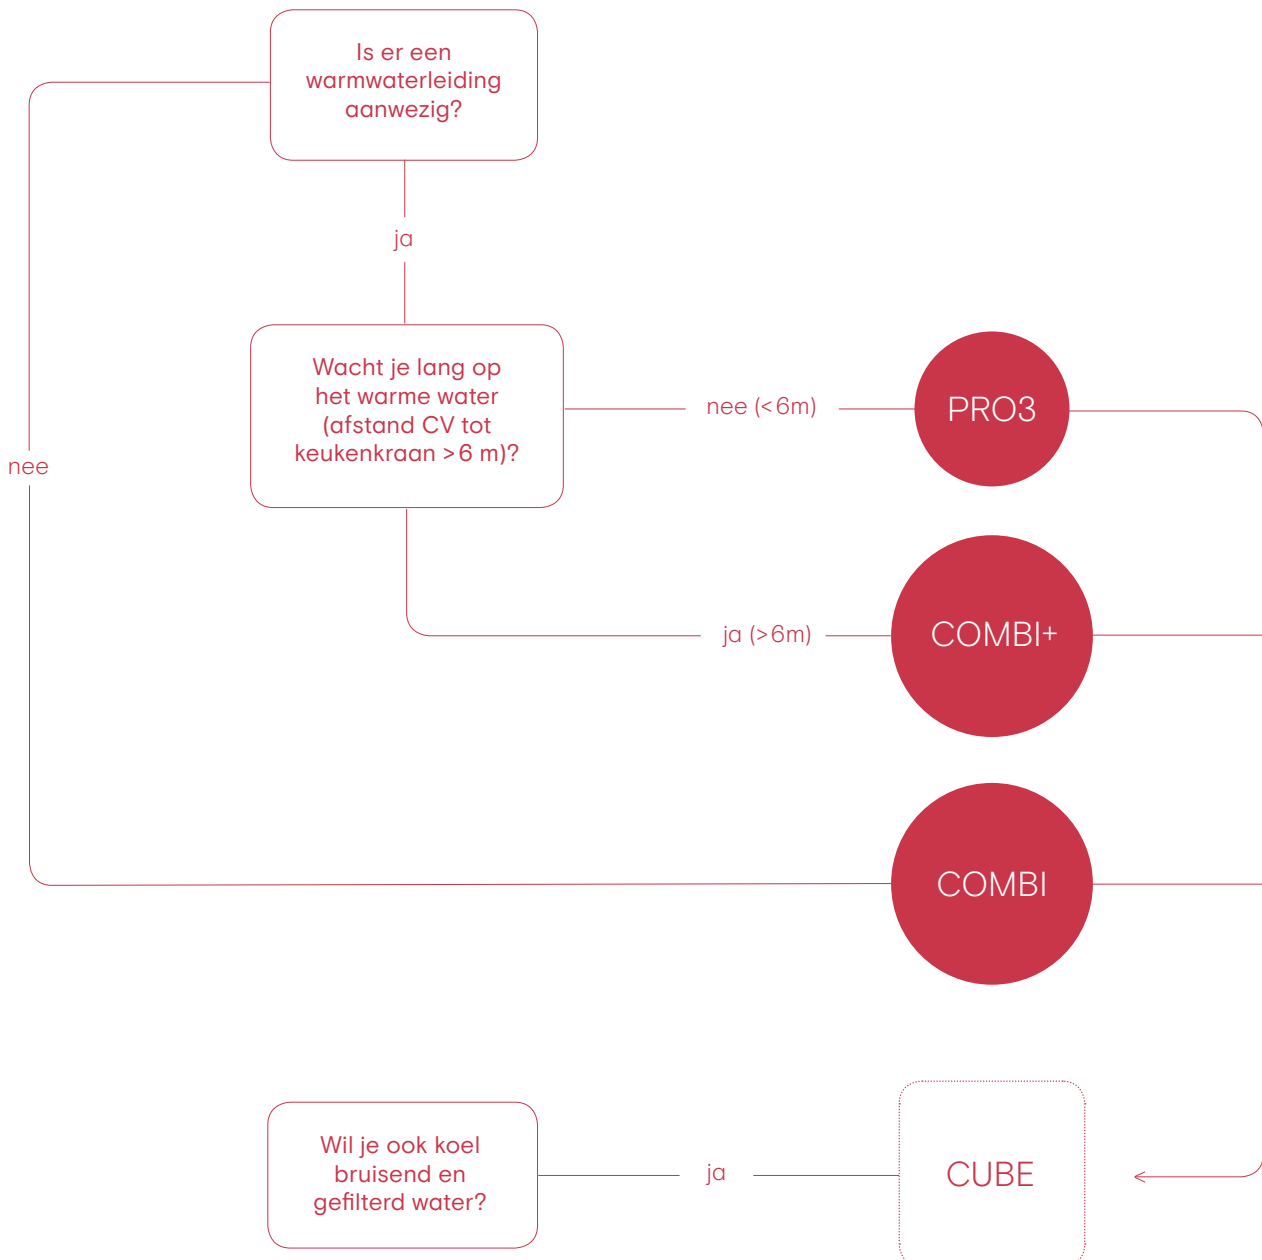 Is er een
warmwaterleiding
aanwezig?
ja
Wacht je lang op
het warme water
(afstand CV tot
keukenkraan >6 m)?
nee (<6m)
PRO3
nee
ja (>6m)
COMBI+
COMBI
Wil je ook koel
bruisend en
gefilterd water?
ja
CUBE